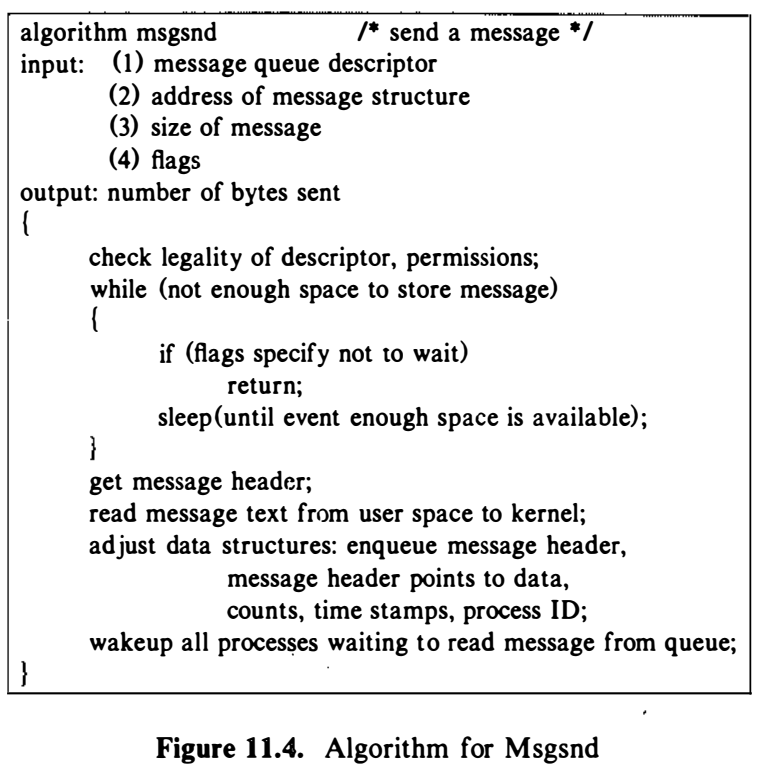 algorithm msgsnd /* send a message */
input: (1) message queue descriptor
(2) address of message structure
(3) size of message
(4) flags
output: number of bytes sent
{
check legality of descriptor, permissions;
while (not enough space to store message)
{
if (flags specify not to wait)
return;
sleep(until event enough space is available);
}
get message header;
read message text from user space to kernel;
adjust data structures: enqueue message header,
message header points to data,
counts, time stamps, process ID;
wakeup all processes waiting to read message from queue;
}
Figure 11.4. Algorithm for Msgsnd